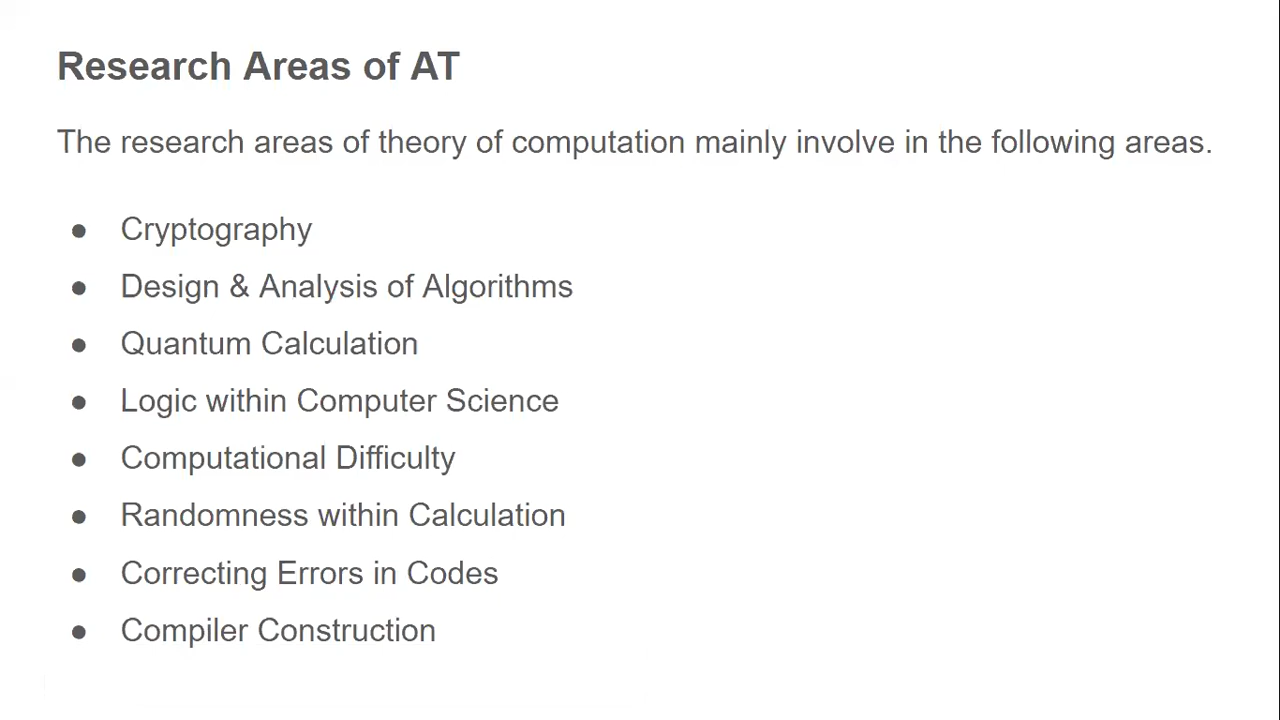 Research Areas of AT
The research areas of theory of computation mainly involve in the following areas.
● Cryptography
● Design & Analysis of Algorithms
● Quantum Calculation
● Logic within Computer Science
● Computational Difficulty
● Randomness within Calculation
● Correcting Errors in Codes
● Compiler Construction